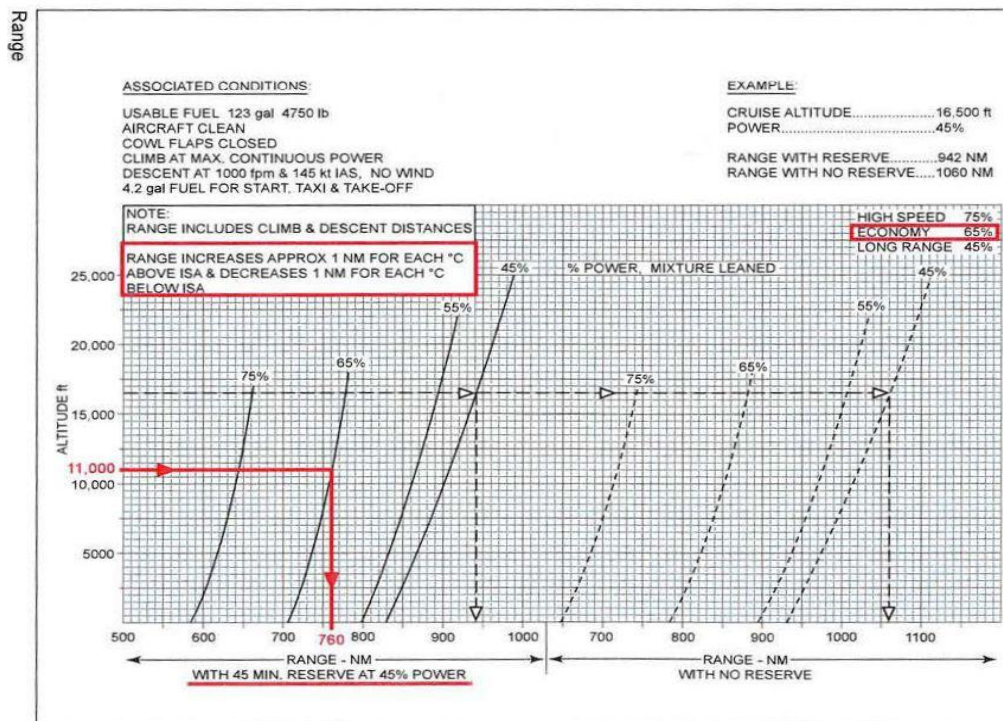 Range
ASSOCIATED CONDITIONS:
USABLE FUEL 123 gal 4750 lb
AIRCRAFT CLEAN
COWL FLAPS CLOSED
CLIMB AT MAX. CONTINUOUS POWER
DESCENT AT 1000 fpm & 145 kt IAS, NO WIND
4.2 gal FUEL FOR START, TAXI & TAKE-OFF
EXAMPLE:
CRUISE ALTITUDE....................16,500 ft
POWER.....................................45%
RANGE WITH RESERVE............942 NM
RANGE WITH NO RESERVE.....1060 NM
NOTE:
RANGE INCLUDES CLIMB & DESCENT DISTANCES
RANGE INCREASES APPROX 1 NM FOR EACH °C
ABOVE ISA & DECREASES 1 NM FOR EACH °C
BELOW ISA
HIGH SPEED 75%
ECONOMY 65%
LONG RANGE 45%
45% % POWER, MIXTURE LEANED 45%
55% 55%
75% 65% 75% 65%
ALTITUDE ft
25,000
20,000
15,000
11,000
10,000
5000
500 600 700 760 800 900 1000 700 800 900 1000 1100
RANGE - NM RANGE - NM
WITH 45 MIN. RESERVE AT 45% POWER WITH NO RESERVE